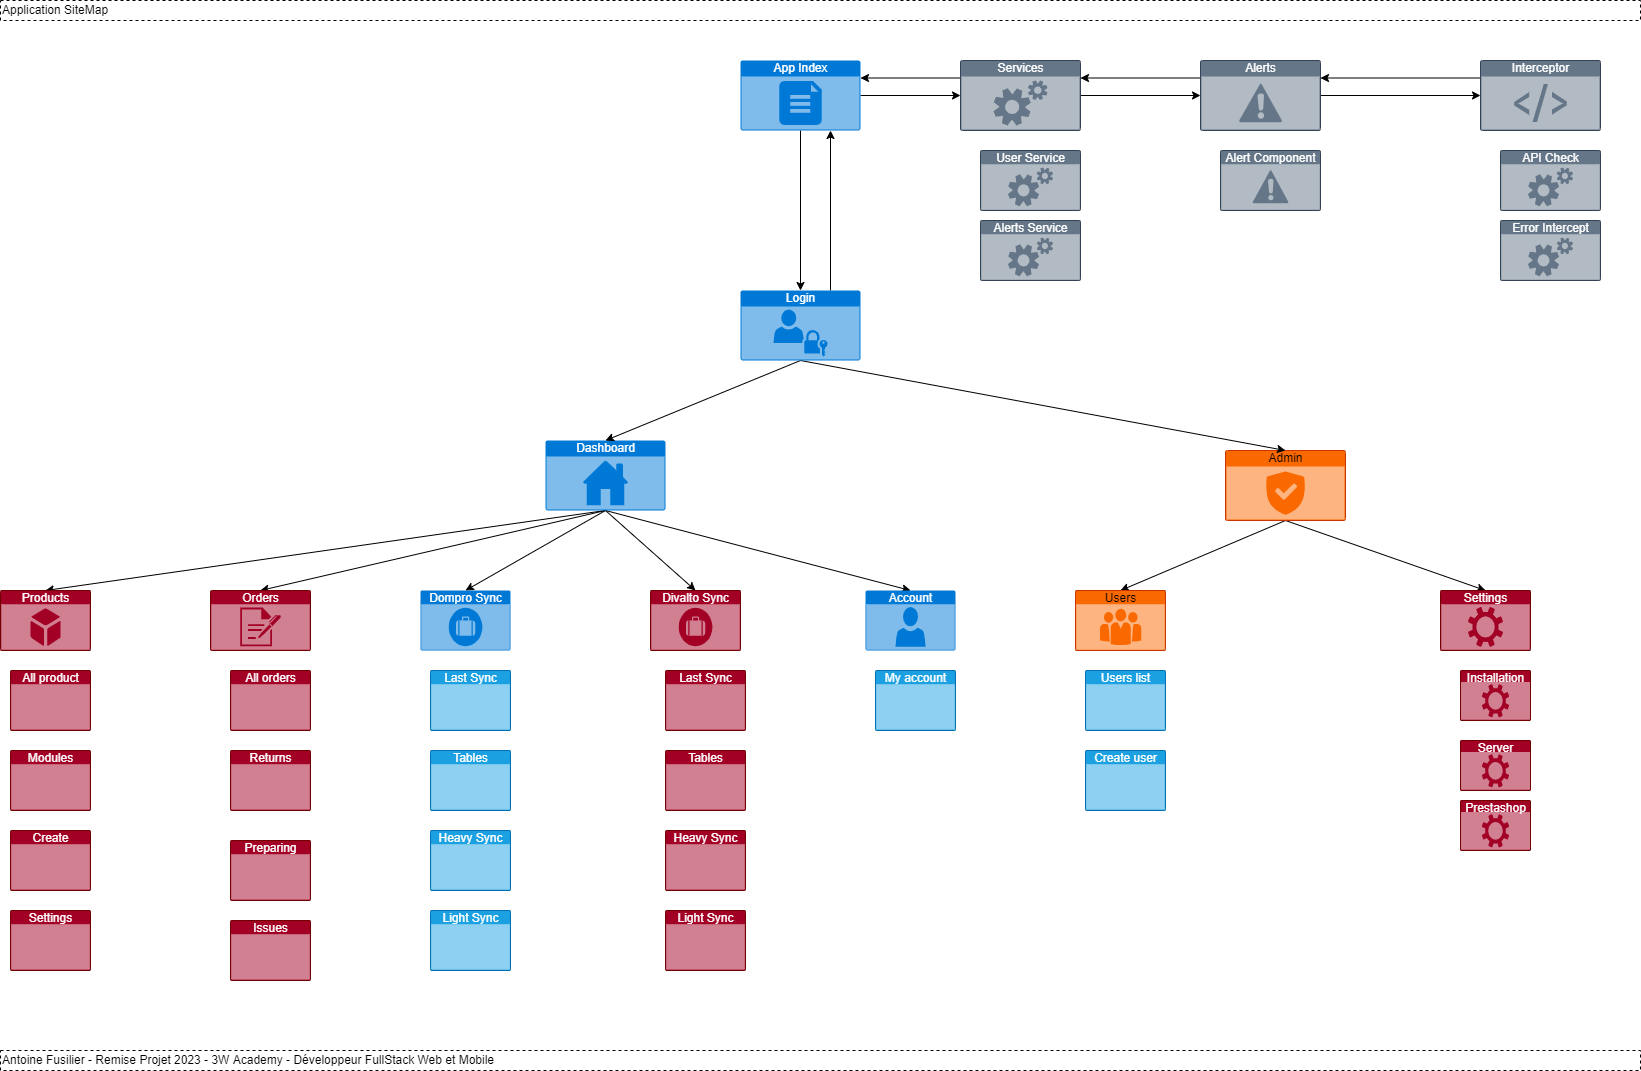 Application SiteMap
App Index
Services
Alerts
Interceptor
User Service
Alert Component
API Check
Alerts Service
Error Intercept
Login
Dashboard
Admin
Products
Orders
Dompro Sync
Divalto Sync
Account
Users
Settings
All product
All orders
Last Sync
Last Sync
My account
Users list
Installation
Modules
Returns
Tables
Tables
Create user
Server
Prestashop
Create
Preparing
Heavy Sync
Heavy Sync
Settings
Issues
Light Sync
Light Sync
Antoine Fusilier - Remise Projet 2023 - 3W Academy - Développeur FullStack Web et Mobile